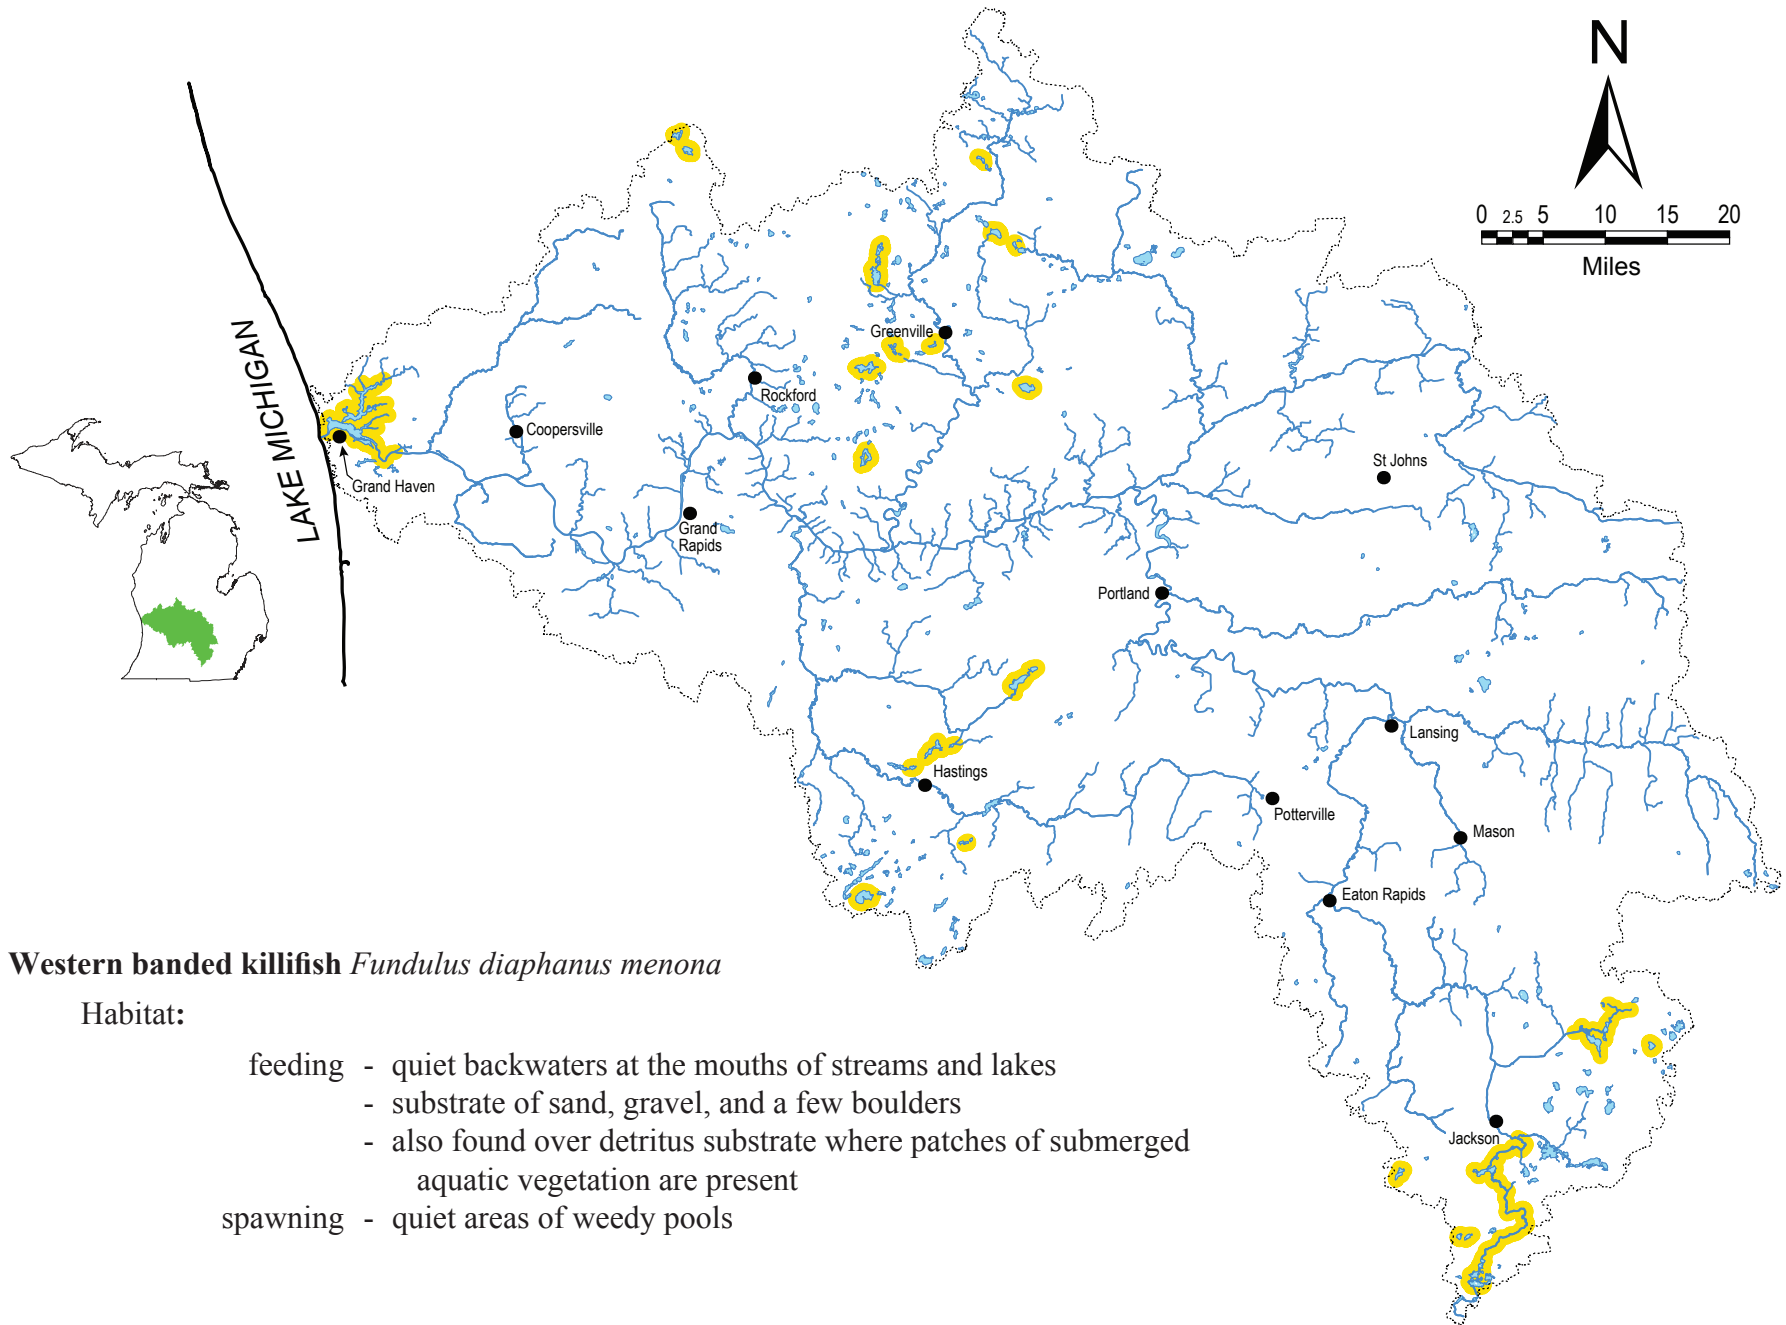 N
0 2.5 5 10 15 20
Miles
LAKE MICHIGAN
Greenville
Rockford
Coopersville
Grand Haven
St Johns
Grand
Rapids
Portland
Lansing
Hastings
Potterville
Mason
Eaton Rapids
Jackson
Western banded killifish Fundulus diaphanus menona
Habitat:
feeding - quiet backwaters at the mouths of streams and lakes
- substrate of sand, gravel, and a few boulders
- also found over detritus substrate where patches of submerged
aquatic vegetation are present
spawning - quiet areas of weedy pools